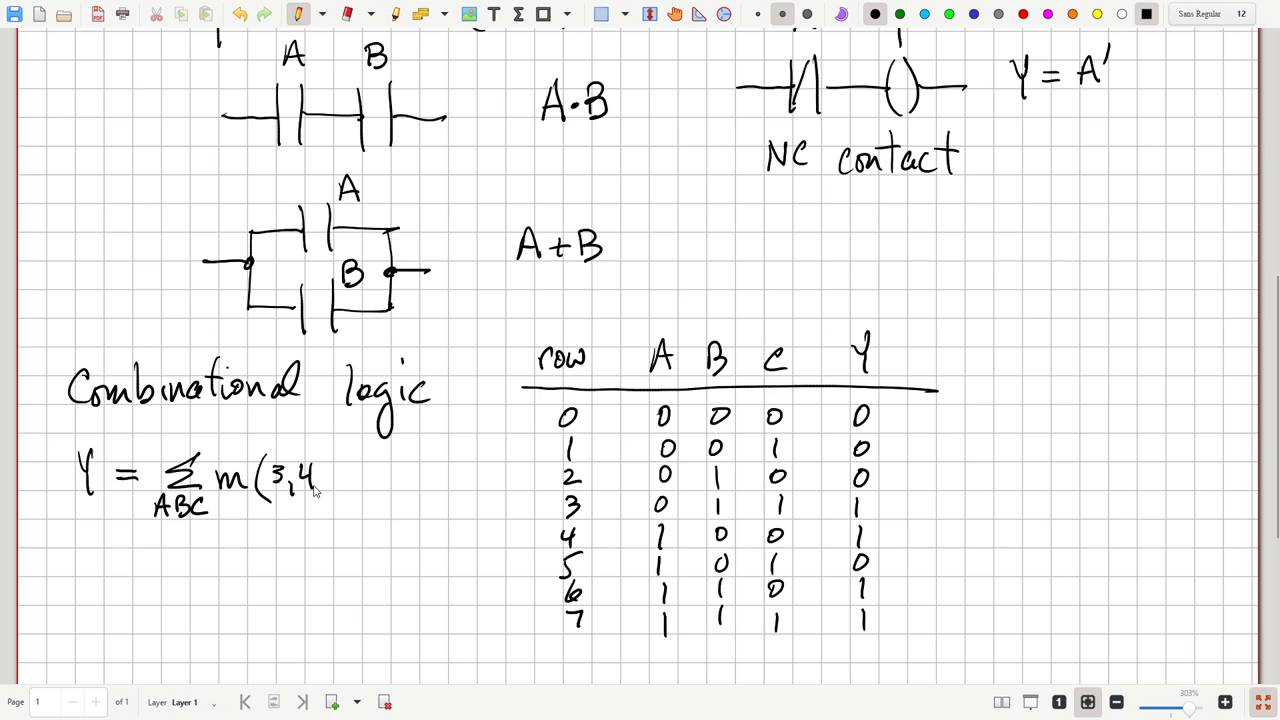 Sans Regular 12
A B
A·B
Y = A'
NC contact
A
B
A+B
Combinational logic
Y = Σ m(3,4
ABC
row A B C Y
0 0 0 0 0
1 0 0 1 0
2 0 1 0 0
3 0 1 1 1
4 1 0 0 1
5 1 0 1 0
6 1 1 0 1
7 1 1 1 1
Page 1 of 1 Layer Layer 1
303%